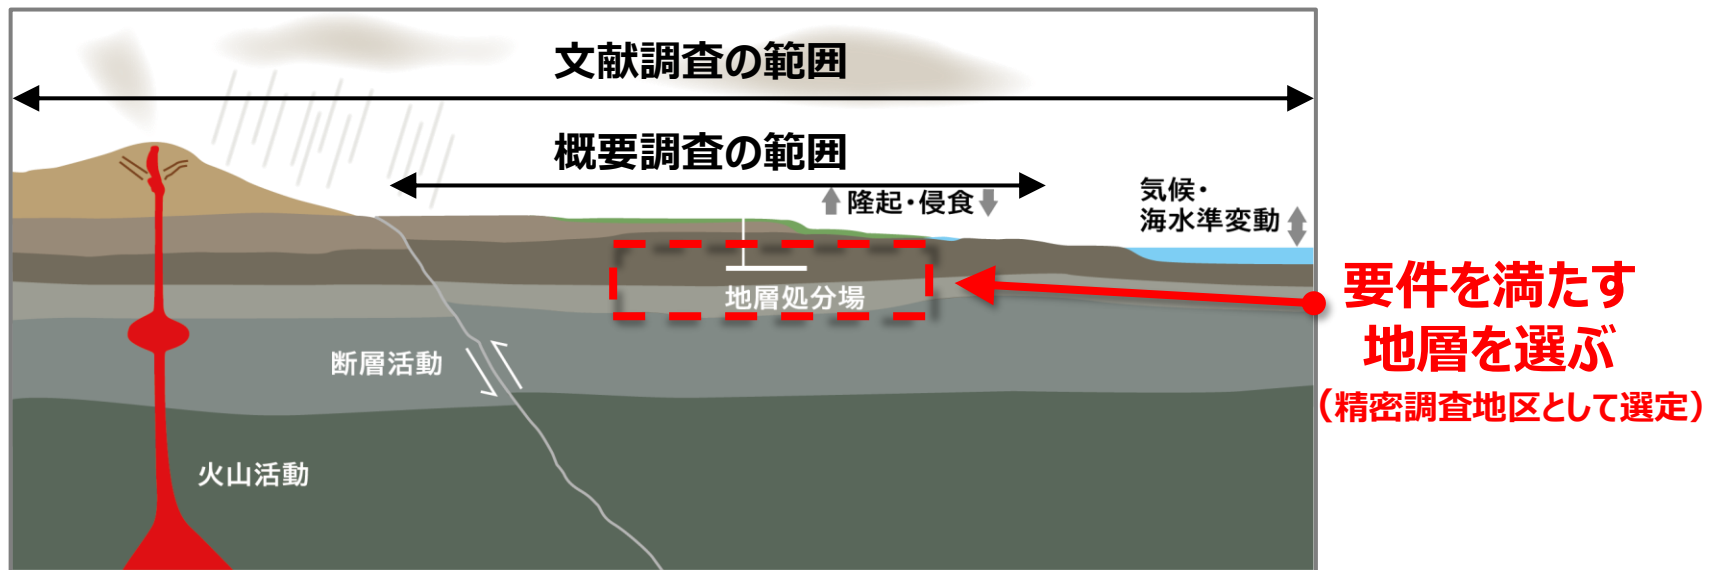 文献調査の範囲
概要調査の範囲
隆起・侵食
気候・
海水準変動
地層処分場
要件を満たす
地層を選ぶ
（精密調査地区として選定）
断層活動
火山活動